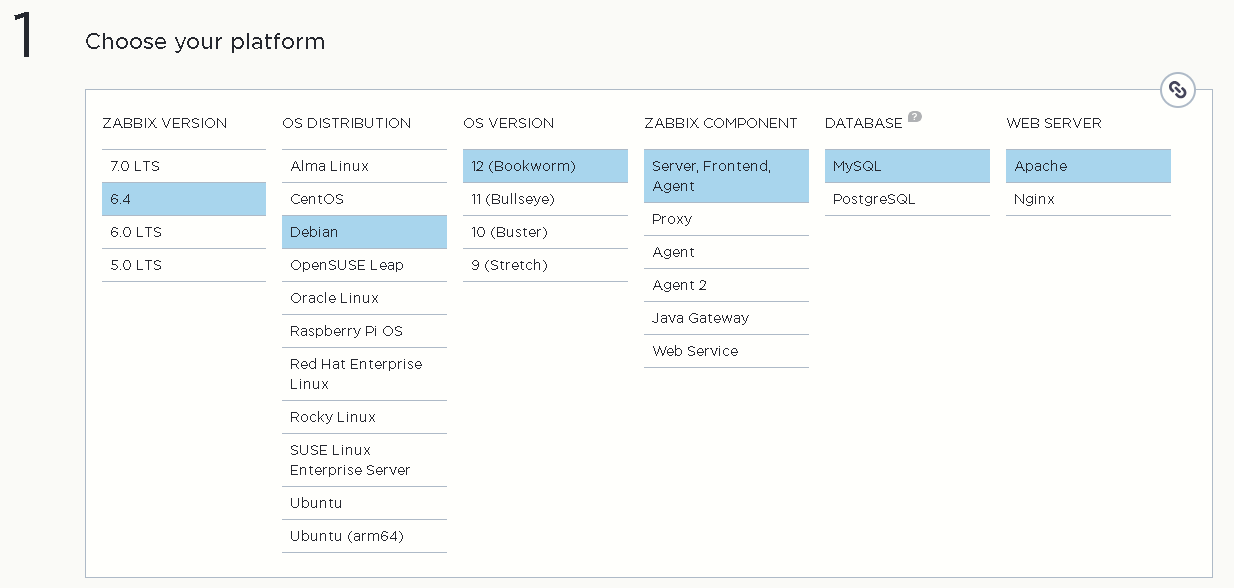 1
Choose your platform
ZABBIX VERSION
7.0 LTS
6.4
6.0 LTS
5.0 LTS
OS DISTRIBUTION
Alma Linux
CentOS
Debian
OpenSUSE Leap
Oracle Linux
Raspberry Pi OS
Red Hat Enterprise
Linux
Rocky Linux
SUSE Linux
Enterprise Server
Ubuntu
Ubuntu (arm64)
OS VERSION
12 (Bookworm)
11 (Bullseye)
10 (Buster)
9 (Stretch)
ZABBIX COMPONENT
Server, Frontend,
Agent
Proxy
Agent
Agent 2
Java Gateway
Web Service
DATABASE ?
MySQL
PostgreSQL
WEB SERVER
Apache
Nginx